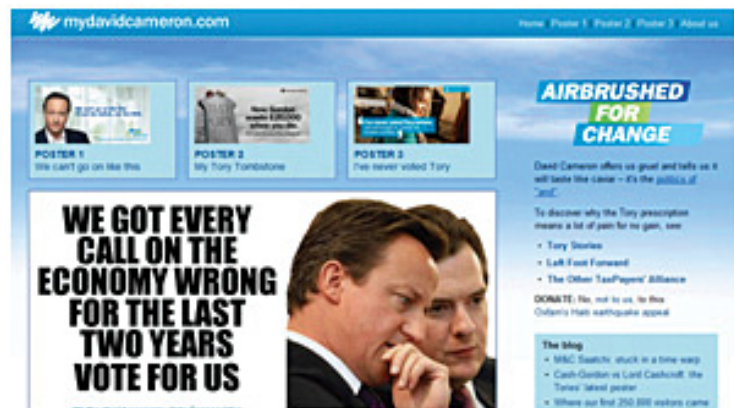 mydavidcameron.com
Home Poster 1 Poster 2 Poster 3 About us
POSTER 1
We can't go on like this
POSTER 2
My Tory Tombstone
POSTER 3
I've never voted Tory
WE GOT EVERY
CALL ON THE
ECONOMY WRONG
FOR THE LAST
TWO YEARS
VOTE FOR US
AIRBRUSHED
FOR
CHANGE
David Cameron offers us gruel and tells us it
will taste like caviar – it's the politics of
"and".
To discover why the Tory prescription
means a lot of pain for no gain, see:
• Tory Stories
• Left Foot Forward
• The Other TaxPayers' Alliance
DONATE: No, not to us, to this
Oxfam's Haiti earthquake appeal
The blog
• M&C Saatchi: stuck in a time warp
• Cash-Gordon vs Lord Cashcroft: the
Tories' latest poster
• Where our first 250,000 visitors came